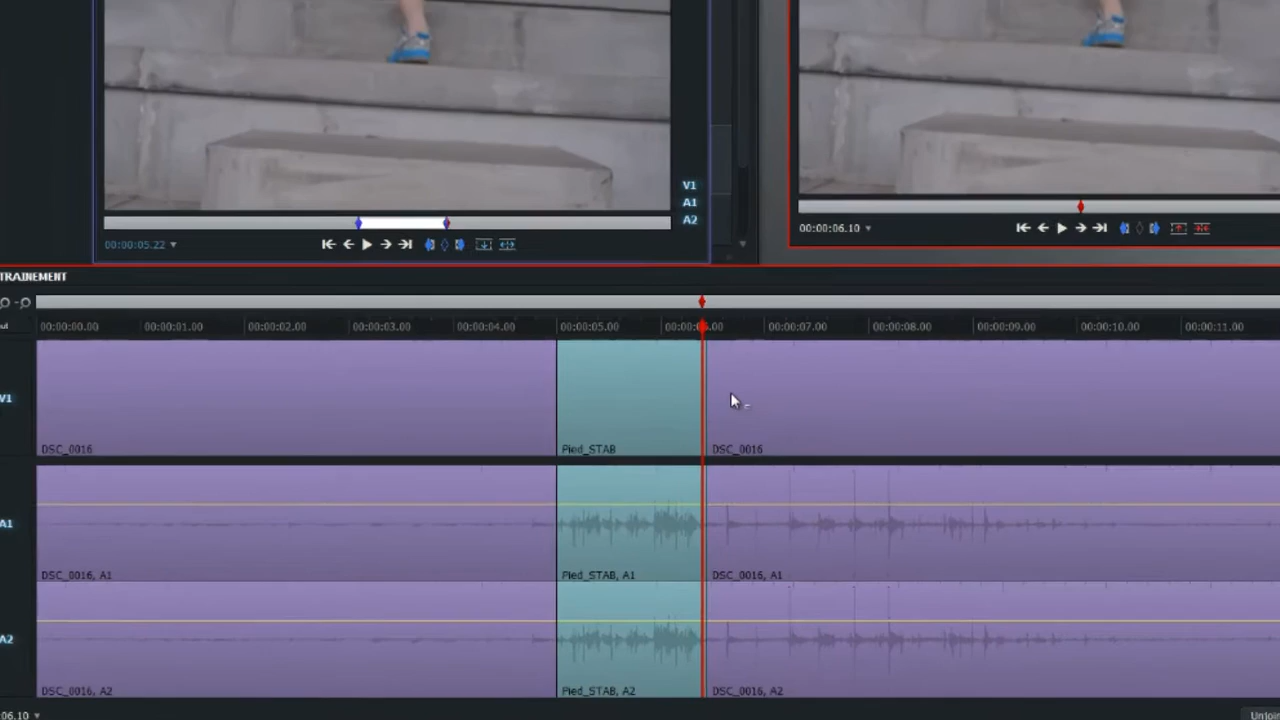 V1
A1
A2
00:00:05.22
00:00:06.10
TRAINEMENT
00:00:00.00 00:00:01.00 00:00:02.00 00:00:03.00 00:00:04.00 00:00:05.00 00:00:07.00 00:00:08.00 00:00:09.00 00:00:10.00 00:00:11.00
V1
DSC_0016 Pied_STAB DSC_0016
A1
DSC_0016, A1 Pied_STAB, A1 DSC_0016, A1
A2
DSC_0016, A2 Pied_STAB, A2 DSC_0016, A2
06.10